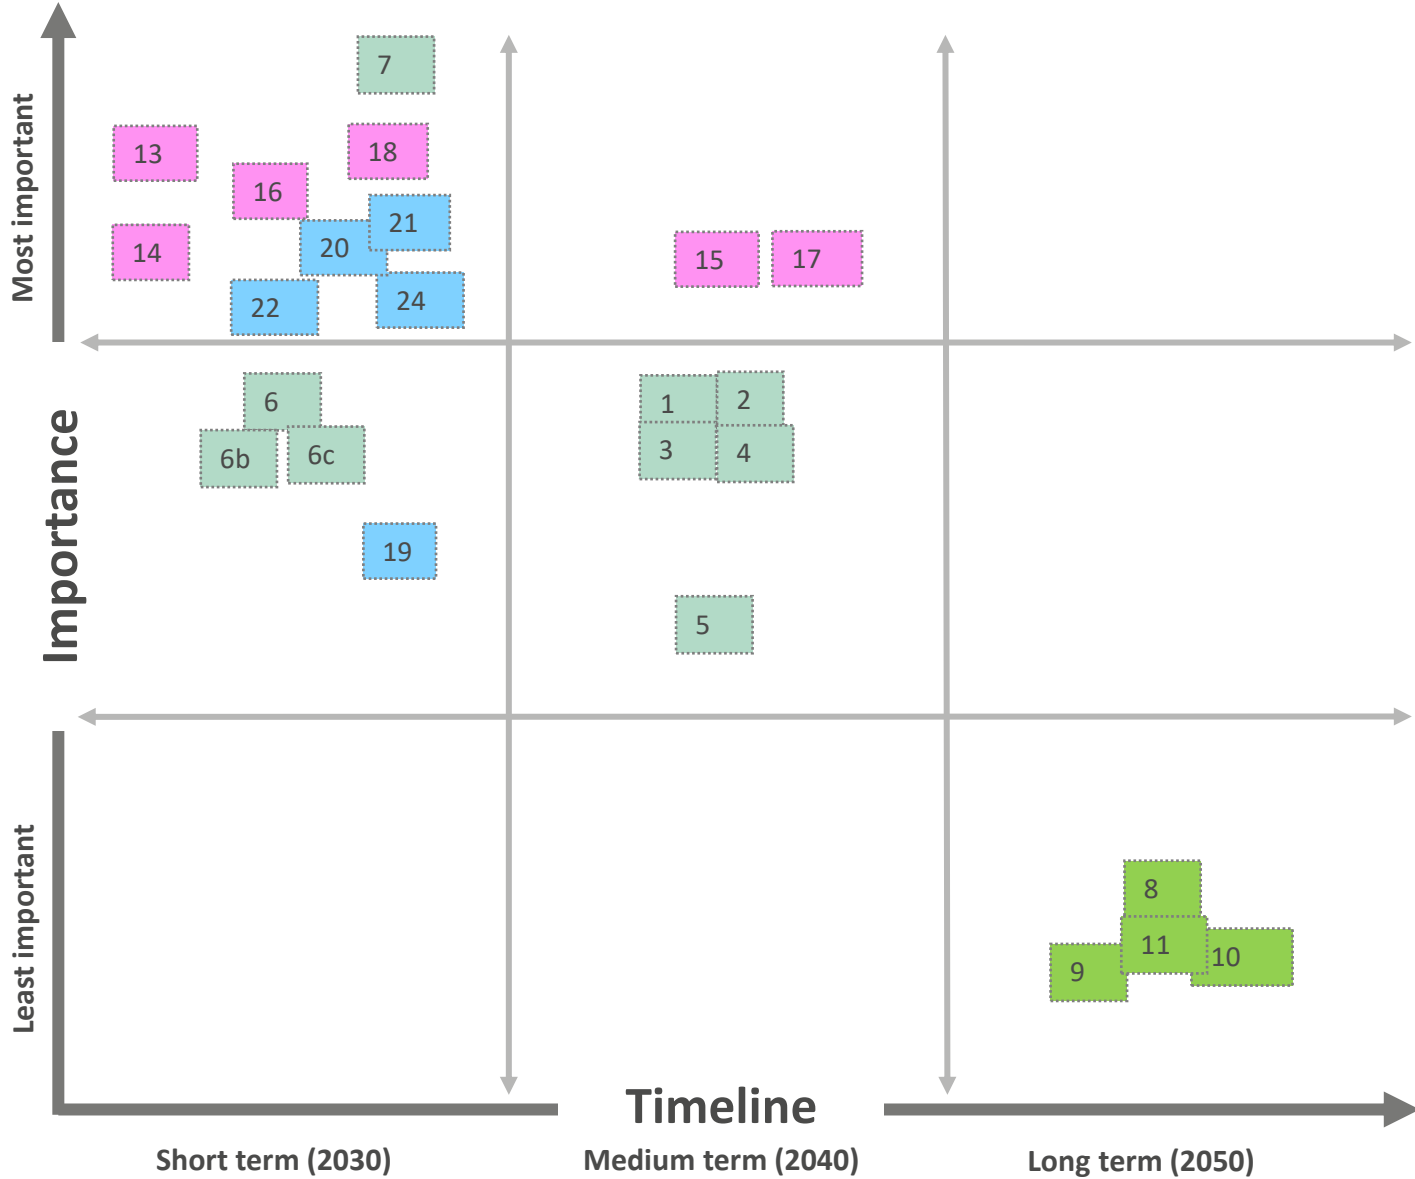 Most important
Importance
Least important
7
13
18
16
21
20
14
15
17
22
24
6
1
2
6b
6c
3
4
19
5
8
11
10
9
Timeline
Short term (2030)
Medium term (2040)
Long term (2050)